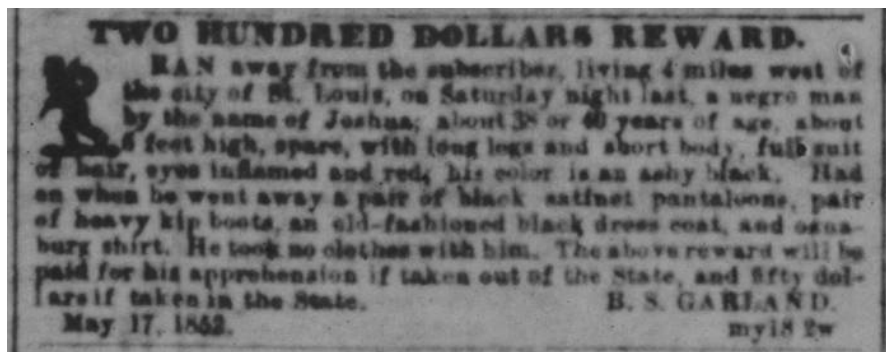 TWO HUNDRED DOLLARS REWARD.
RAN away from the subscriber, living 4 miles west of
the city of St. Louis, on Saturday night last, a negro man
by the name of Joshua; about 38 or 40 years of age, about
6 feet high, spare, with long legs and short body, full suit
of hair, eyes inflamed and red; his color is an ashy black. Had
on when he went away a pair of black satinet pantaloons, pair
of heavy kip boots, an old-fashioned black dress coat, and osna-
burg shirt. He took no clothes with him. The above reward will be
paid for his apprehension if taken out of the State, and fifty dol-
lars if taken in the State. B. S. GARLAND.
May 17, 1852. my18 2w